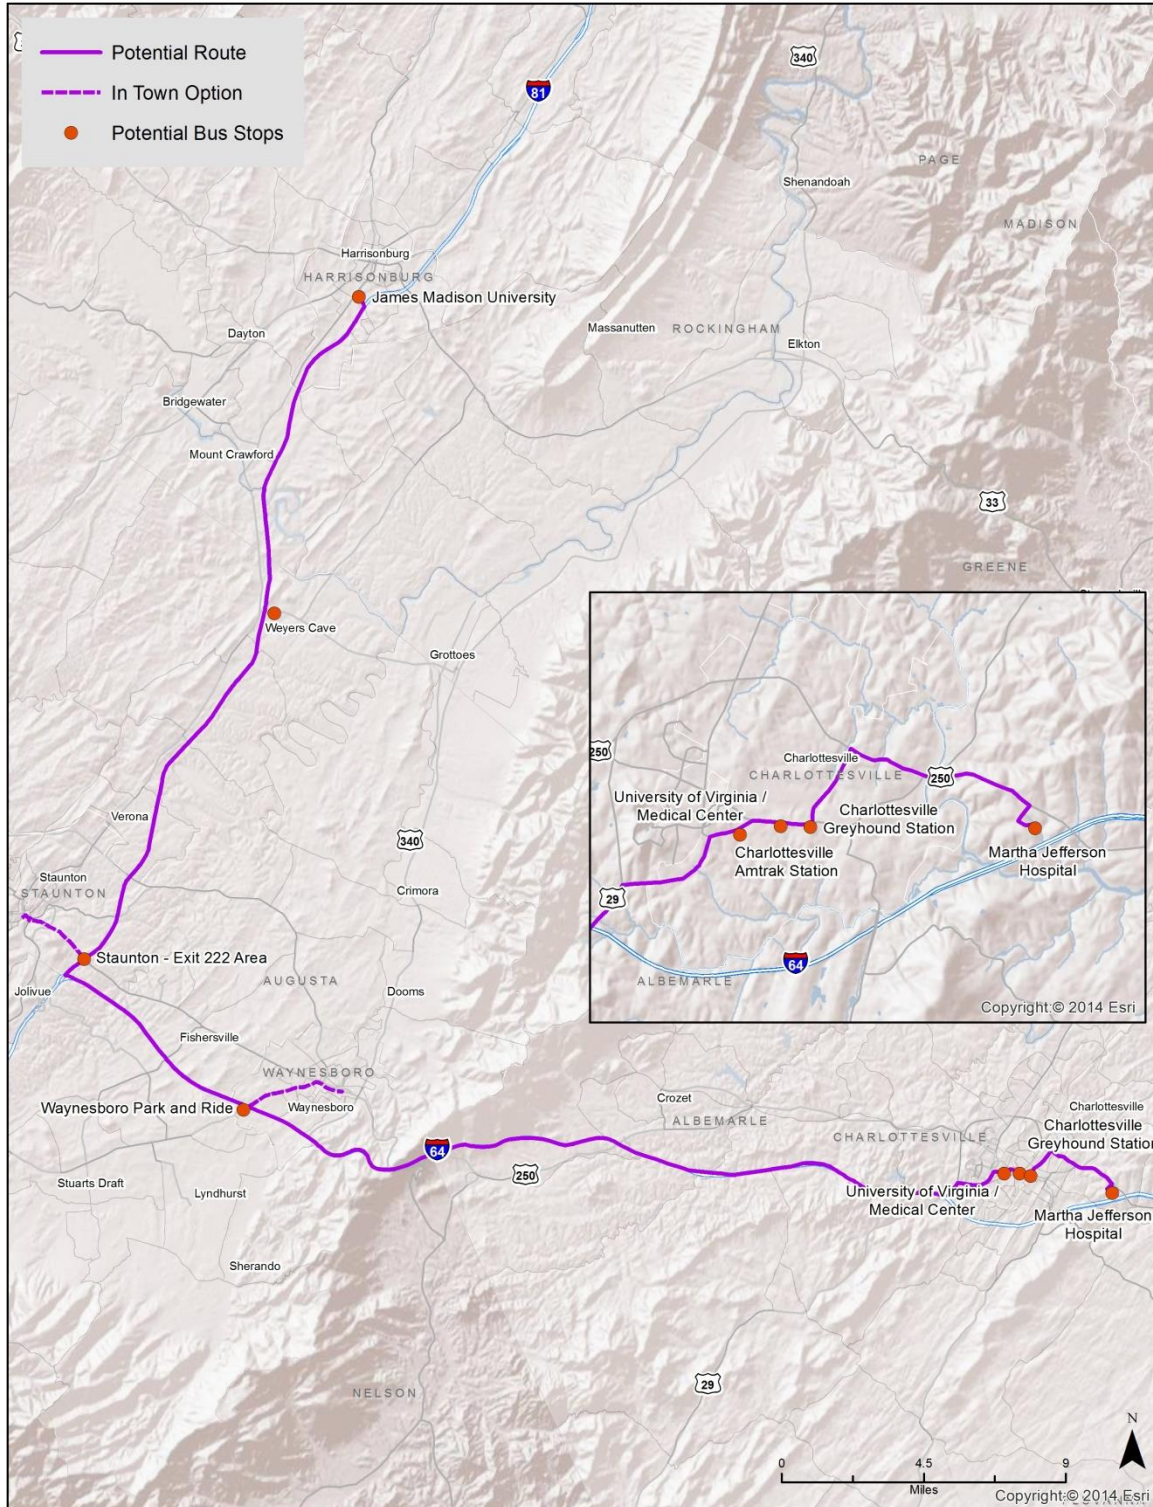 Potential Route
In Town Option
Potential Bus Stops
340
81
PAGE
Shenandoah
MADISON
Harrisonburg
HARRISONBURG
James Madison University
Massanutten
ROCKINGHAM
Dayton
Elkton
Bridgewater
Mount Crawford
33
GREENE
Weyers Cave
Grottoes
250
Charlottesville
CHARLOTTESVILLE
250
University of Virginia /
Medical Center
Charlottesville
Greyhound Station
Charlottesville
Amtrak Station
Martha Jefferson
Hospital
29
64
ALBEMARLE
Copyright:© 2014 Esri
Verona
340
Staunton
STAUNTON
Crimora
Staunton - Exit 222 Area
AUGUSTA
Jolivue
Dooms
Fishersville
WAYNESBORO
Waynesboro Park and Ride
Waynesboro
Crozet
ALBEMARLE
Charlottesville
Charlottesville
Greyhound Station
CHARLOTTESVILLE
64
250
Stuarts Draft
Lyndhurst
University of Virginia /
Medical Center
Martha Jefferson
Hospital
Sherando
NELSON
29
N
0 4.5 9
Miles
Copyright:© 2014 Esri